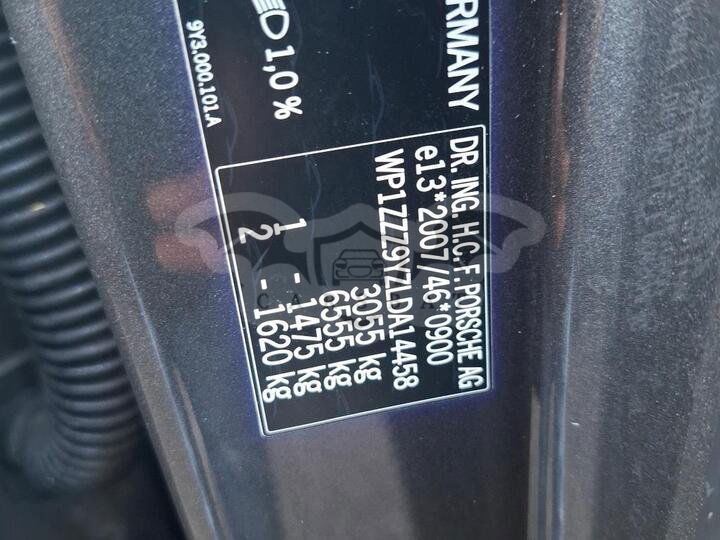 ERMANY
DR. ING. H.C. F. PORSCHE AG
e13*2007/46*0900
WP1ZZZ9YZLDA14458
3055 kg
6555 kg
1 - 1475 kg
2 - 1620 kg
1,0 %
9Y3.000.101.A